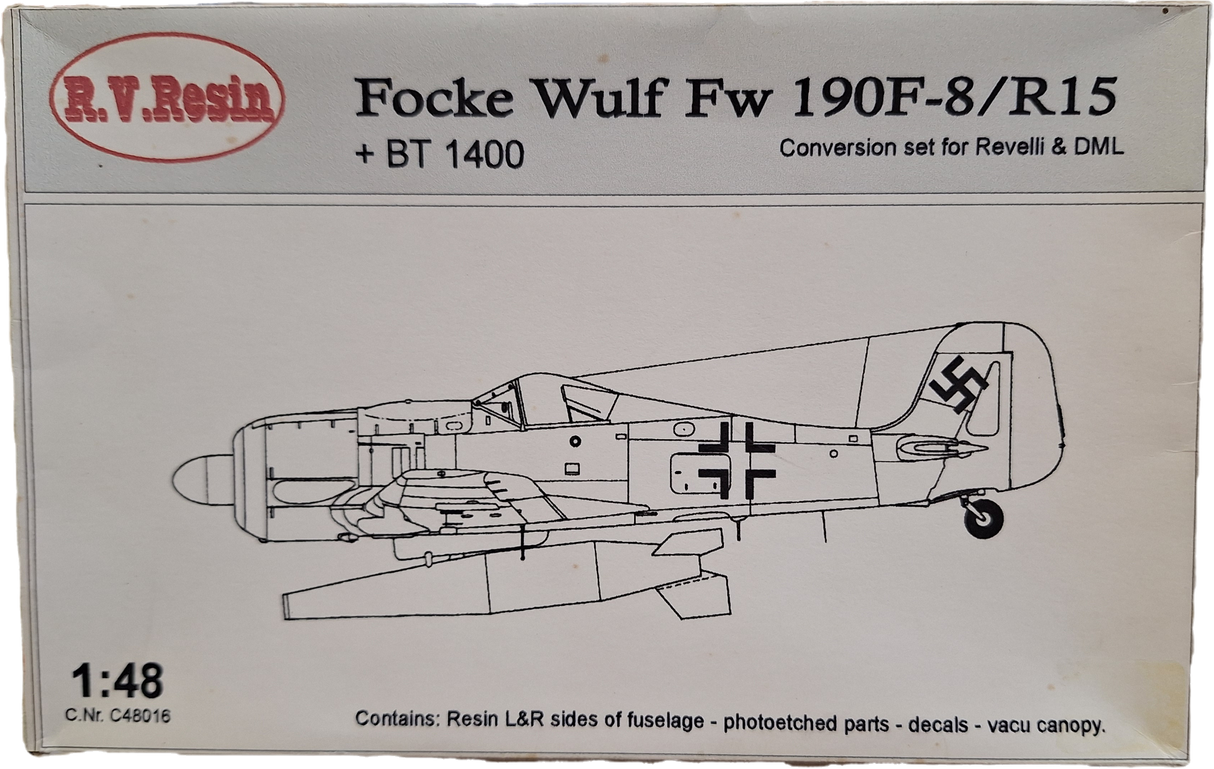 R.V.Resin
Focke Wulf Fw 190F-8/R15
+ BT 1400
Conversion set for Revelli & DML
1:48
C.Nr. C48016
Contains: Resin L&R sides of fuselage - photoetched parts - decals - vacu canopy.